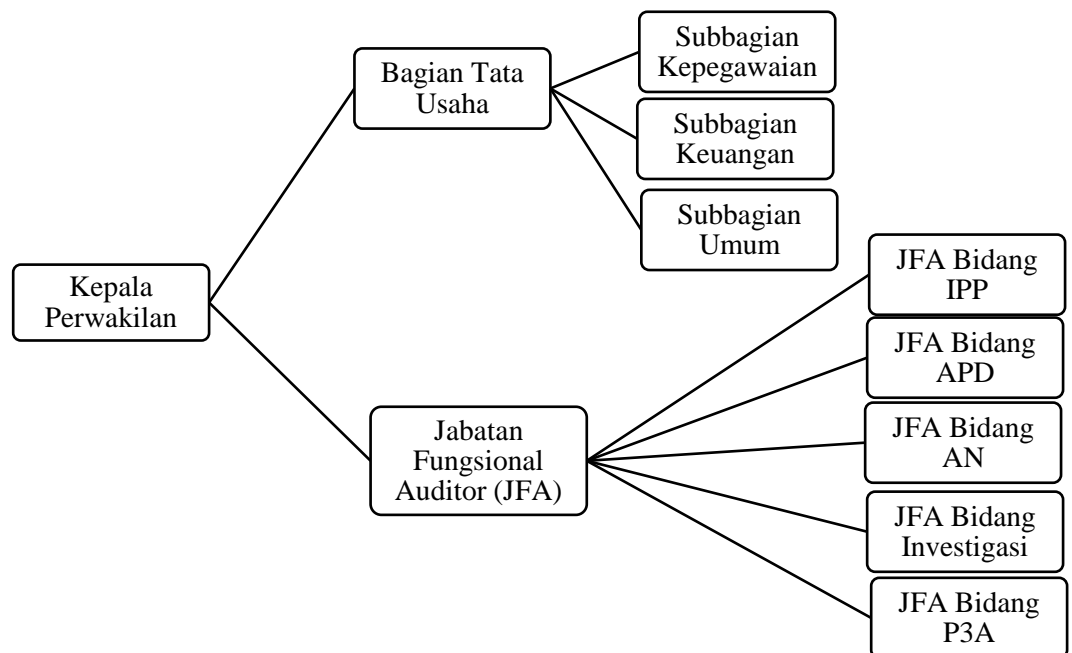 Kepala
Perwakilan
Bagian Tata
Usaha
Subbagian
Kepegawaian
Subbagian
Keuangan
Subbagian
Umum
Jabatan
Fungsional
Auditor (JFA)
JFA Bidang
IPP
JFA Bidang
APD
JFA Bidang
AN
JFA Bidang
Investigasi
JFA Bidang
P3A